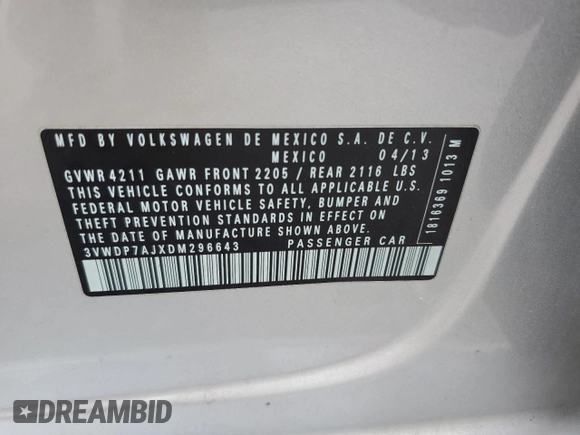 MFD BY VOLKSWAGEN DE MEXICO S.A. DE C.V.
MEXICO 04/13
GVWR 4211 GAWR FRONT 2205 / REAR 2116 LBS
THIS VEHICLE CONFORMS TO ALL APPLICABLE U.S.
FEDERAL MOTOR VEHICLE SAFETY, BUMPER AND
THEFT PREVENTION STANDARDS IN EFFECT ON
THE DATE OF MANUFACTURE SHOWN ABOVE.
3VWDP7AJXDM296643 PASSENGER CAR
1816369 1013 M
DREAMBID